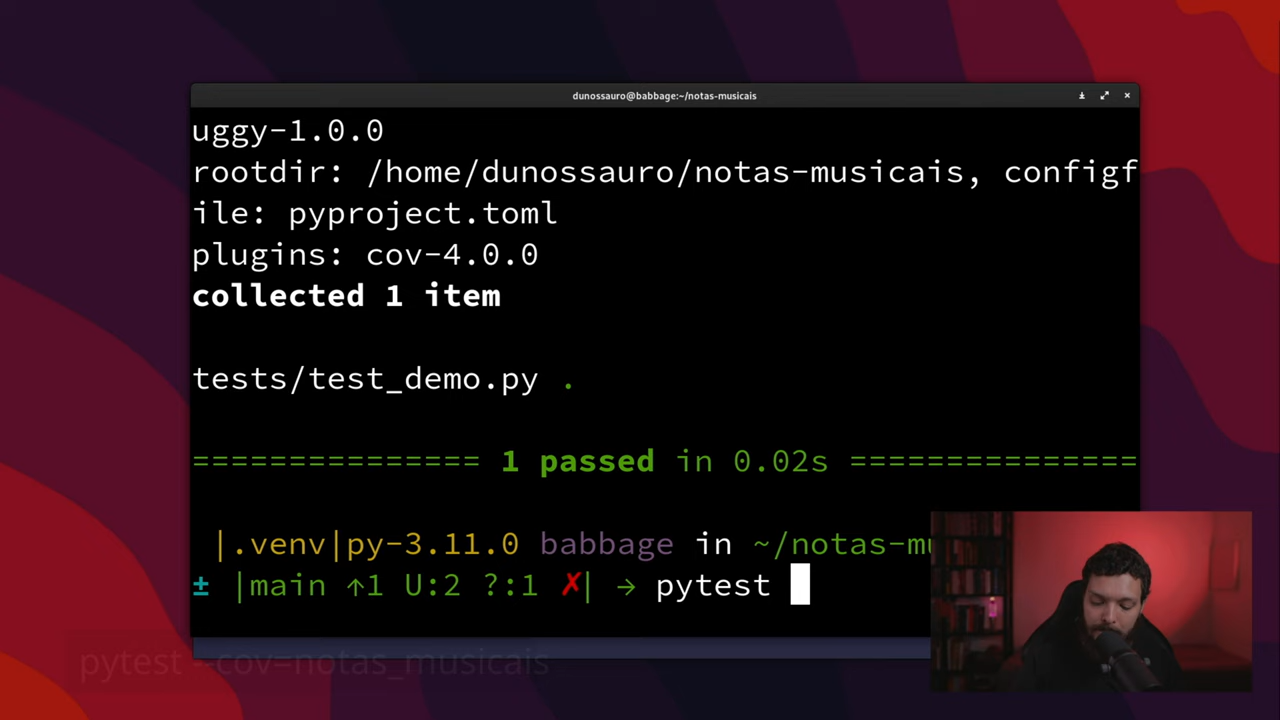 dunossauro@babbage:~/notas-musicais
uggy-1.0.0
rootdir: /home/dunossauro/notas-musicais, configf
ile: pyproject.toml
plugins: cov-4.0.0
collected 1 item
tests/test_demo.py .
=============== 1 passed in 0.02s ===============
|.venv|py-3.11.0 babbage in ~/notas-mu
± |main ↑1 U:2 ?:1 ✗| → pytest
pytest --cov=notas_musicais